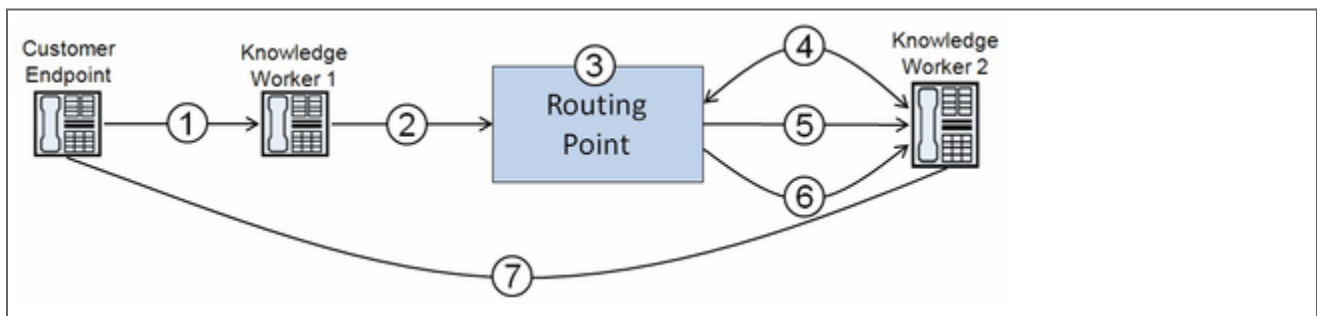 Customer
Endpoint
Knowledge
Worker 1
Knowledge
Worker 2
1
2
3
Routing
Point
4
5
6
7